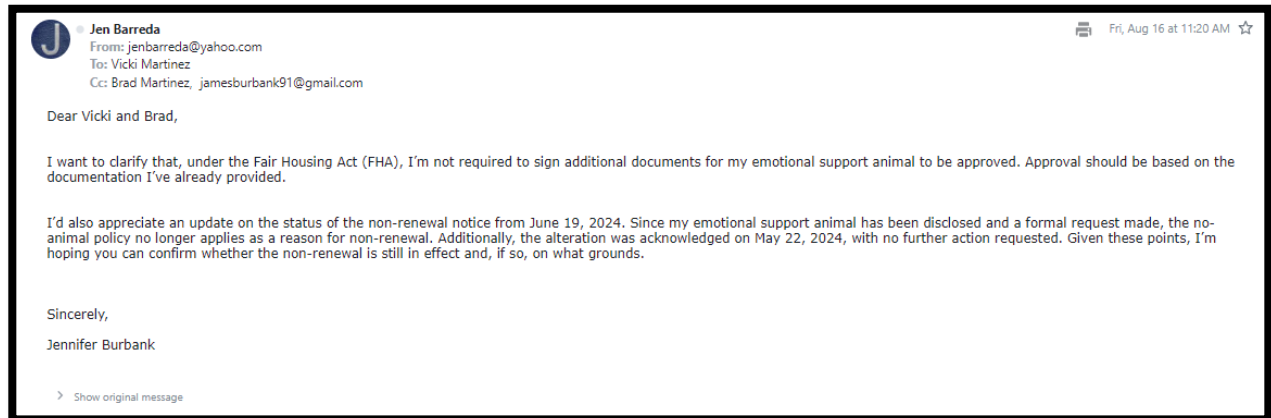 J
Jen Barreda
Fri, Aug 16 at 11:20 AM
From: jenbarreda@yahoo.com
To: Vicki Martinez
Cc: Brad Martinez, jamesburbank91@gmail.com
Dear Vicki and Brad,
I want to clarify that, under the Fair Housing Act (FHA), I'm not required to sign additional documents for my emotional support animal to be approved. Approval should be based on the
documentation I've already provided.
I'd also appreciate an update on the status of the non-renewal notice from June 19, 2024. Since my emotional support animal has been disclosed and a formal request made, the no-
animal policy no longer applies as a reason for non-renewal. Additionally, the alteration was acknowledged on May 22, 2024, with no further action requested. Given these points, I'm
hoping you can confirm whether the non-renewal is still in effect and, if so, on what grounds.
Sincerely,
Jennifer Burbank
Show original message